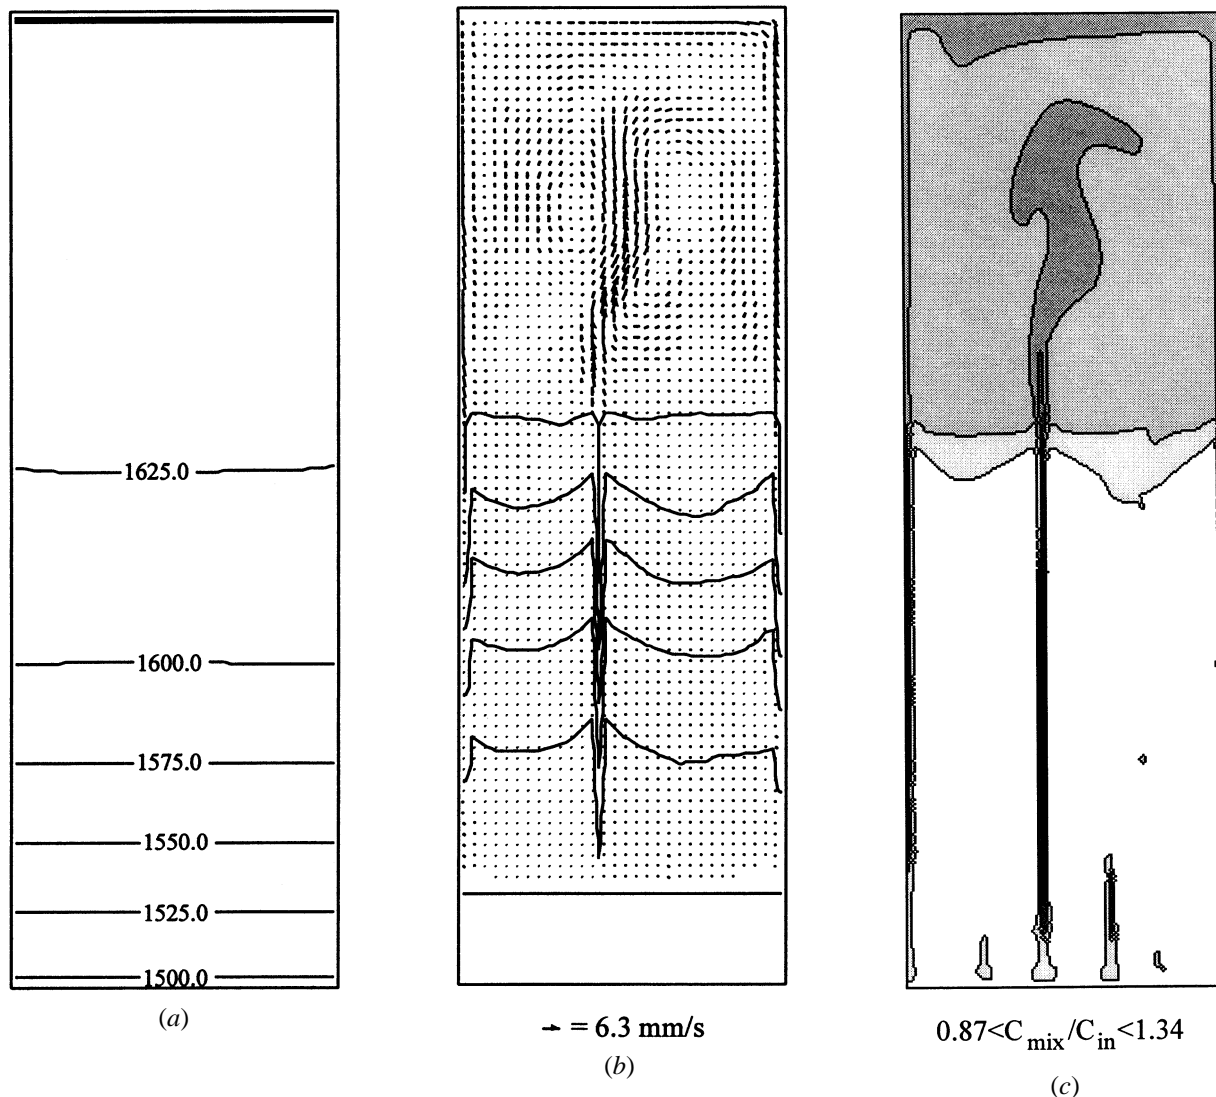 1625.0
1600.0
1575.0
1550.0
1525.0
1500.0
(a)
→ = 6.3 mm/s
(b)
0.87<C_mix/C_in<1.34
(c)